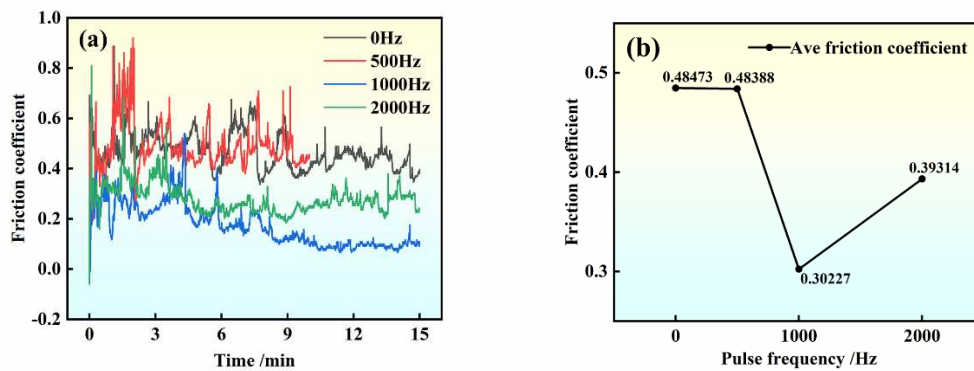 (a)
0Hz
500Hz
1000Hz
2000Hz
1.0
0.8
0.6
0.4
0.2
0.0
-0.2
0 3 6 9 12 15
Friction coefficient
Time /min
(b)
Ave friction coefficient
0.48473 0.48388
0.39314
0.30227
0.5
0.4
0.3
0 1000 2000
Friction coefficient
Pulse frequency /Hz